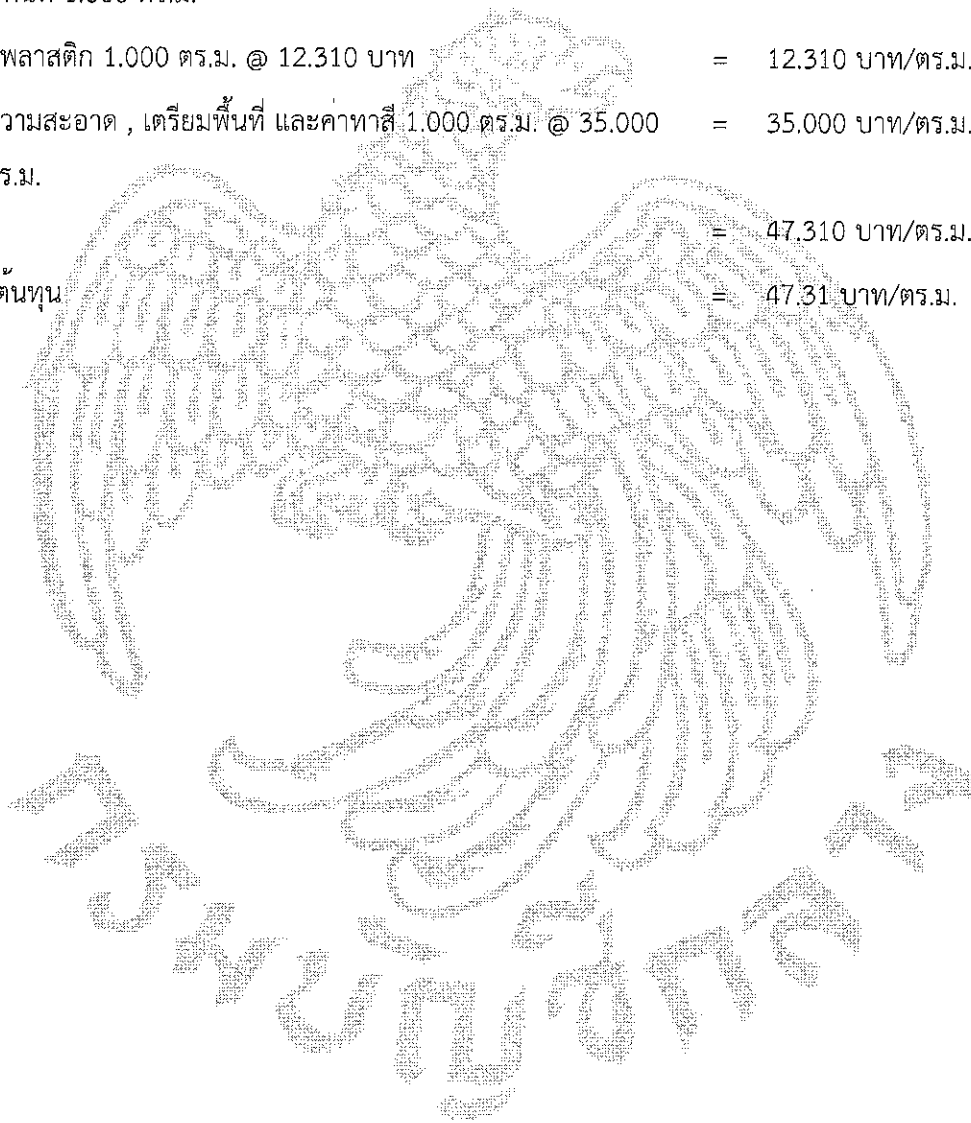 พลาสติก 1.000 ตร.ม. @ 12.310 บาท = 12.310 บาท/ตร.ม.
วามสะอาด , เตรียมพื้นที่ และค่าทาสี 1.000 ตร.ม. @ 35.000 = 35.000 บาท/ตร.ม.
ร.ม.
= 47.310 บาท/ตร.ม.
ต้นทุน = 47.31 บาท/ตร.ม.